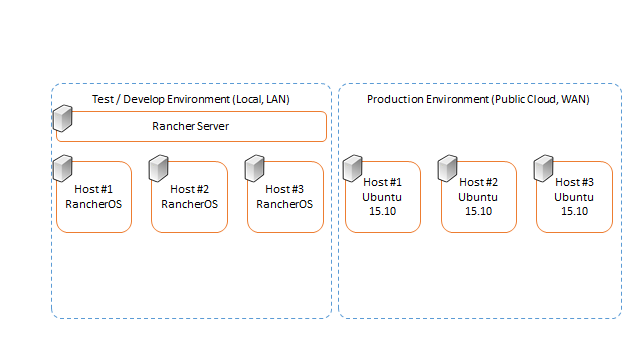 Test / Develop Environment (Local, LAN)
Production Environment (Public Cloud, WAN)
Rancher Server
Host #1
RancherOS
Host #2
RancherOS
Host #3
RancherOS
Host #1
Ubuntu
15.10
Host #2
Ubuntu
15.10
Host #3
Ubuntu
15.10